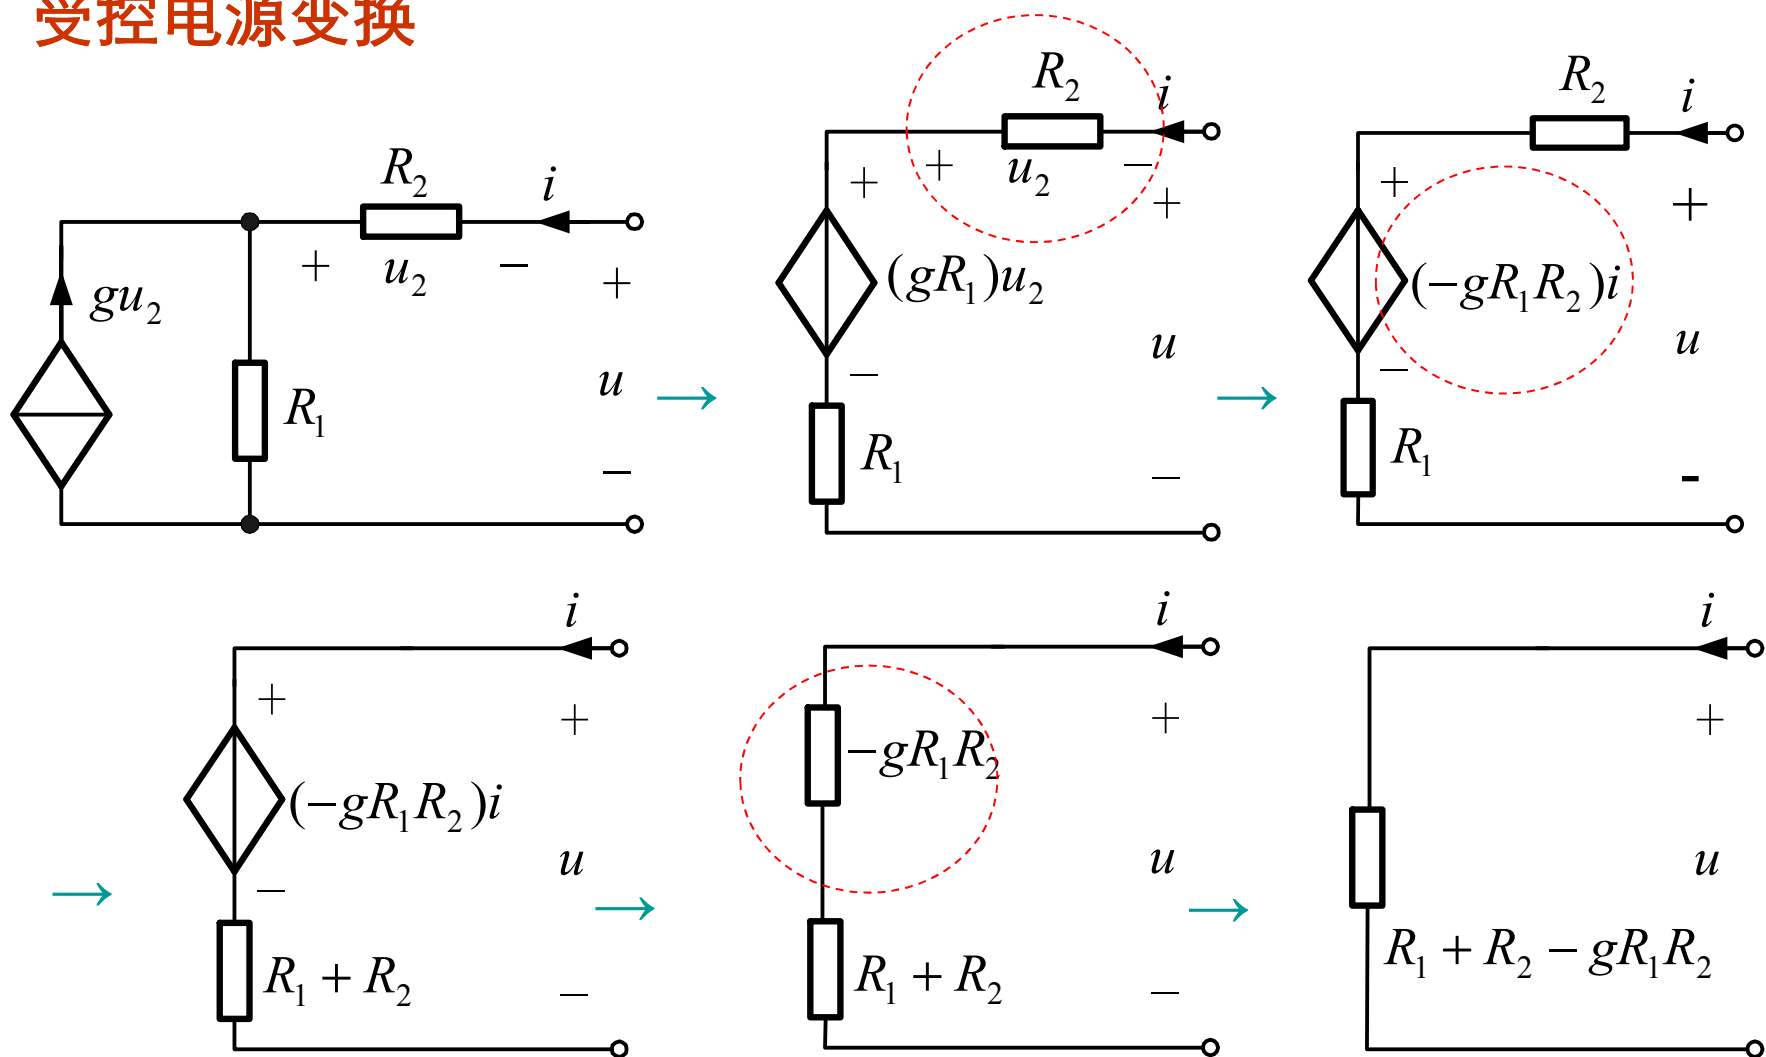 受控电源变换
R₂ i
+ u₂ −
gu₂
R₁
+
u
−
→
R₂ i
+ u₂ −
+
(gR₁)u₂
−
R₁
+
u
−
→
R₂ i
+
(−gR₁R₂)i
−
R₁
+
u
-
→
i
+
(−gR₁R₂)i
−
R₁ + R₂
+
u
−
→
i
−gR₁R₂
R₁ + R₂
+
u
−
→
i
+
u
R₁ + R₂ − gR₁R₂